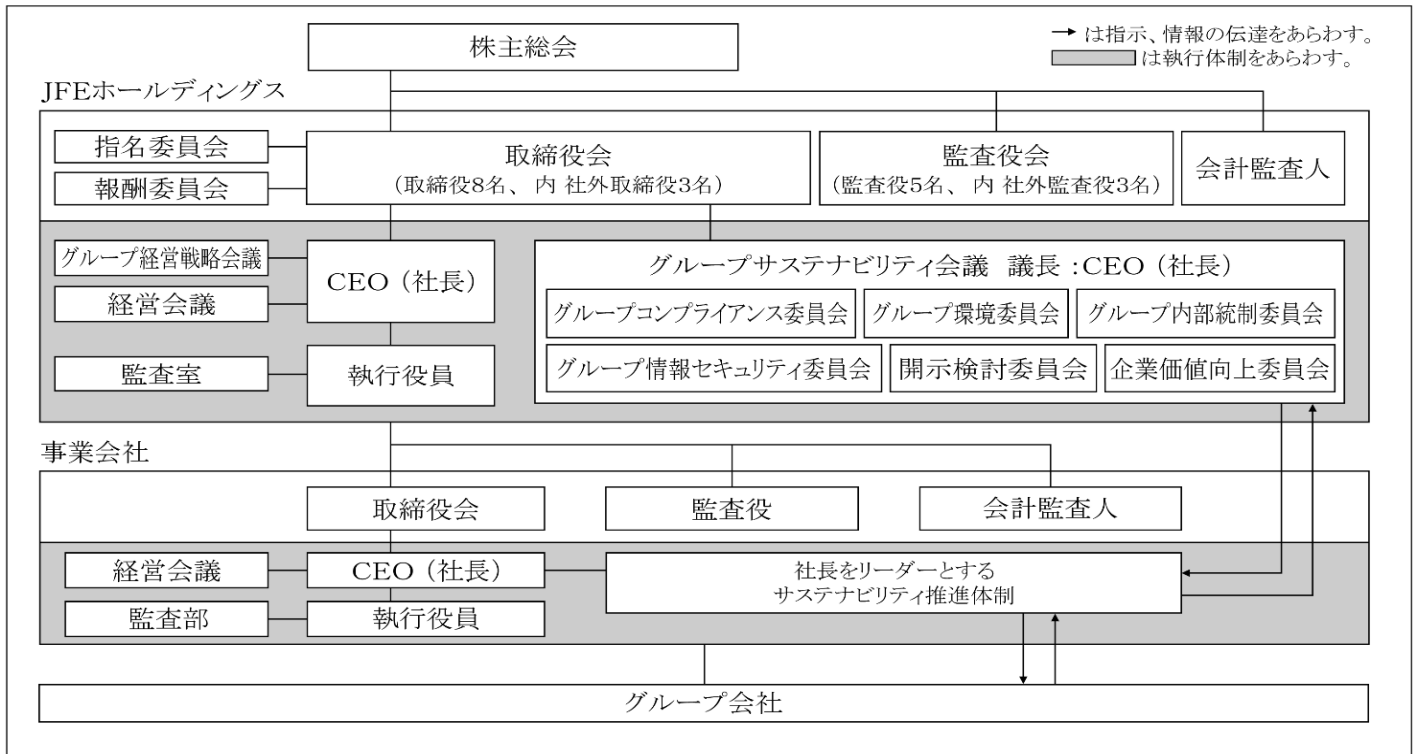 株主総会
→ は指示、情報の伝達をあらわす。
は執行体制をあらわす。
JFEホールディングス
指名委員会
報酬委員会
取締役会
(取締役8名、内 社外取締役3名)
監査役会
(監査役5名、内 社外監査役3名)
会計監査人
グループ経営戦略会議
経営会議
CEO (社長)
監査室
執行役員
グループサステナビリティ会議 議長:CEO (社長)
グループコンプライアンス委員会
グループ環境委員会
グループ内部統制委員会
グループ情報セキュリティ委員会
開示検討委員会
企業価値向上委員会
事業会社
取締役会
監査役
会計監査人
経営会議
CEO (社長)
監査部
執行役員
社長をリーダーとする
サステナビリティ推進体制
グループ会社